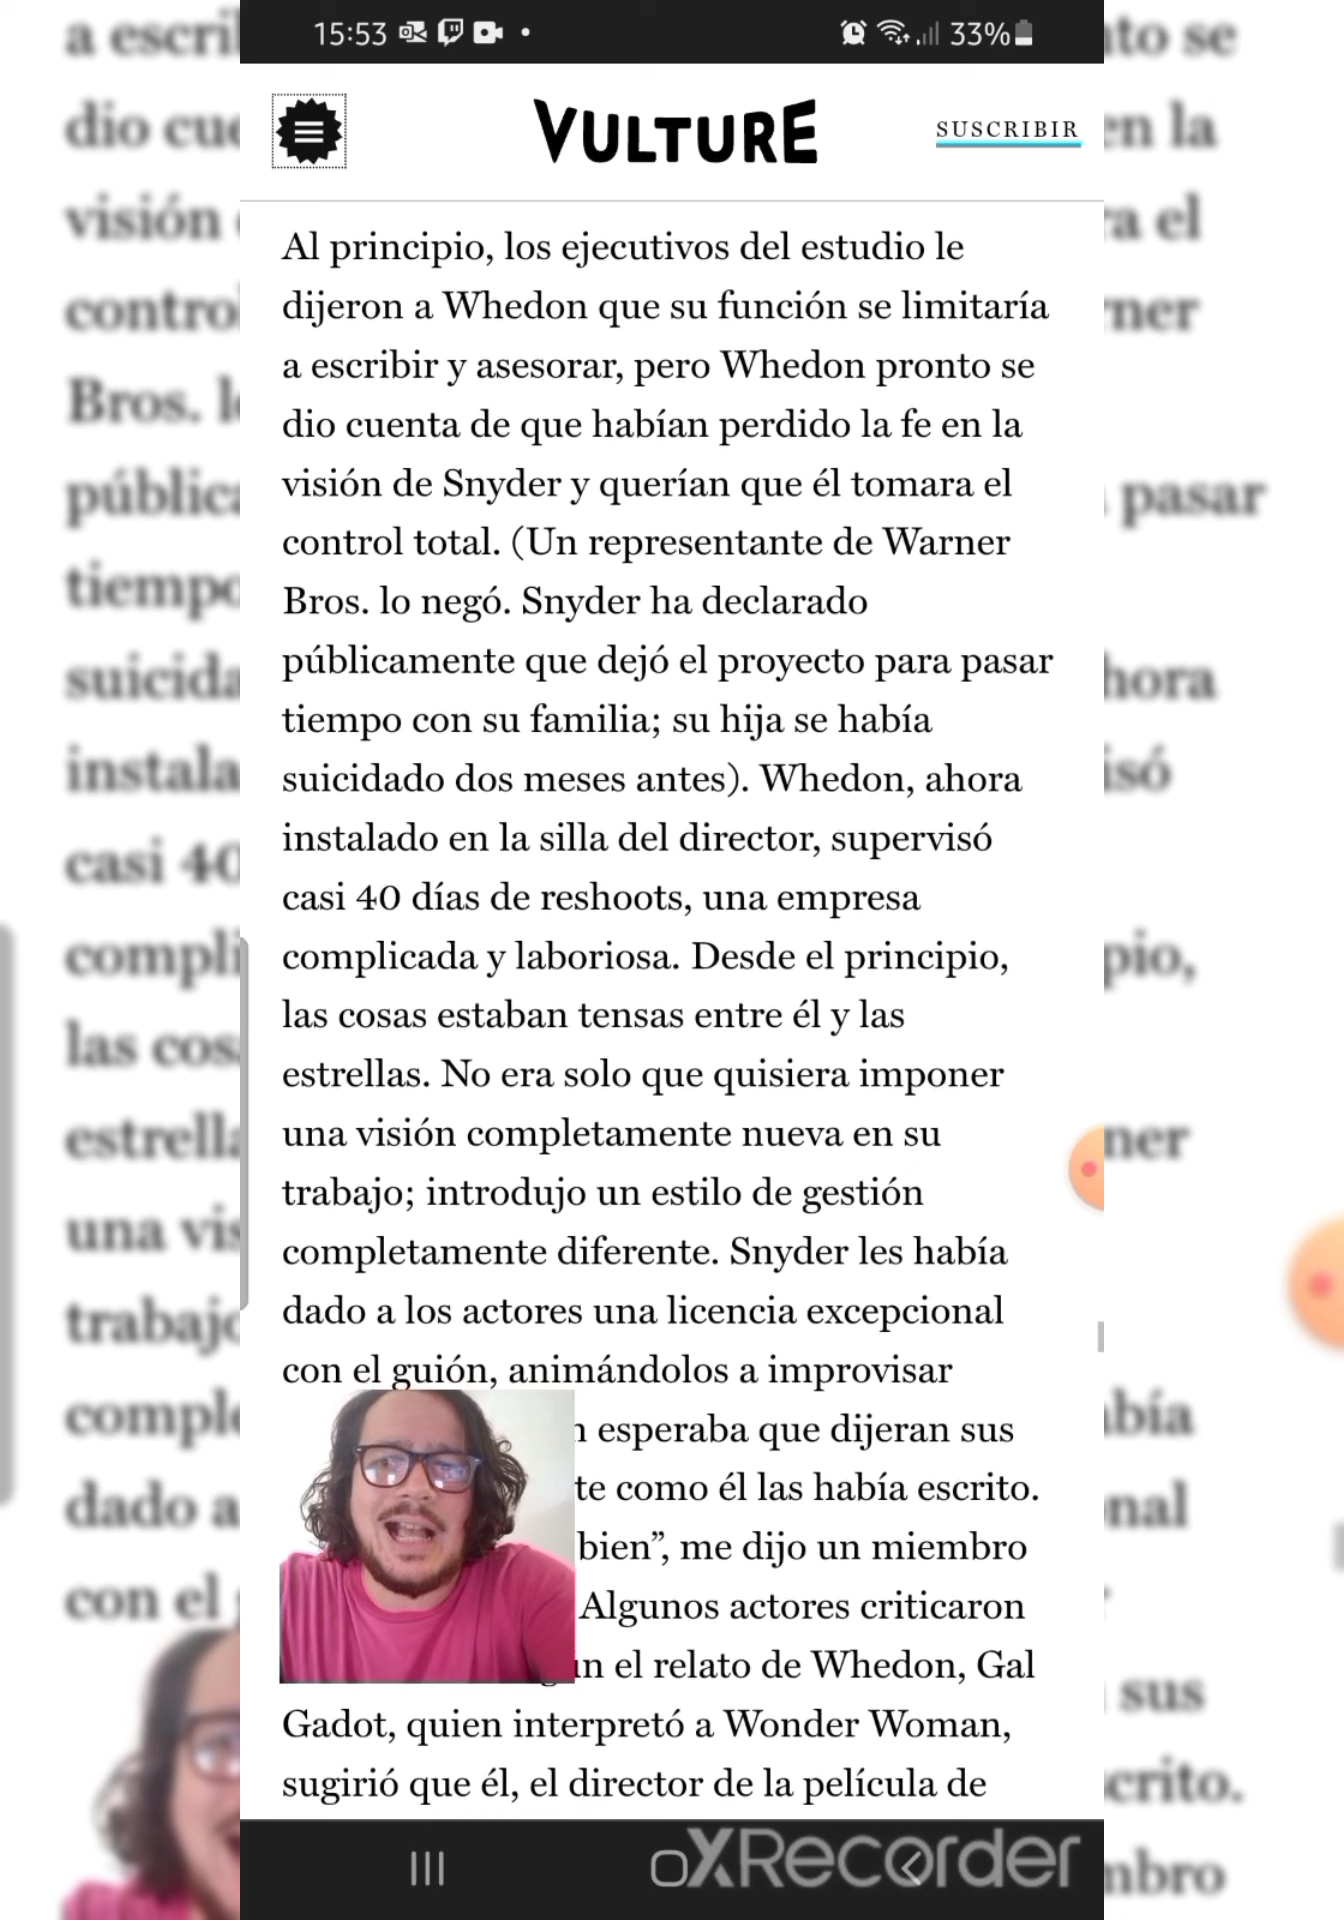 15:53
33%
VULTURE
SUSCRIBIR
Al principio, los ejecutivos del estudio le
dijeron a Whedon que su función se limitaría
a escribir y asesorar, pero Whedon pronto se
dio cuenta de que habían perdido la fe en la
visión de Snyder y querían que él tomara el
control total. (Un representante de Warner
Bros. lo negó. Snyder ha declarado
públicamente que dejó el proyecto para pasar
tiempo con su familia; su hija se había
suicidado dos meses antes). Whedon, ahora
instalado en la silla del director, supervisó
casi 40 días de reshoots, una empresa
complicada y laboriosa. Desde el principio,
las cosas estaban tensas entre él y las
estrellas. No era solo que quisiera imponer
una visión completamente nueva en su
trabajo; introdujo un estilo de gestión
completamente diferente. Snyder les había
dado a los actores una licencia excepcional
con el guión, animándolos a improvisar
esperaba que dijeran sus
te como él las había escrito.
bien”, me dijo un miembro
Algunos actores criticaron
el relato de Whedon, Gal
Gadot, quien interpretó a Wonder Woman,
sugirió que él, el director de la película de
XRecorder